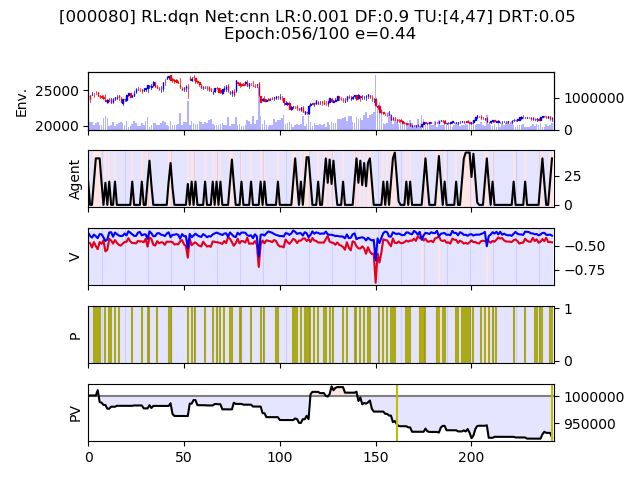 [000080] RL:dqn Net:cnn LR:0.001 DF:0.9 TU:[4,47] DRT:0.05
Epoch:056/100 e=0.44
Env.
25000
20000
1000000
0
Agent
25
0
V
−0.50
−0.75
P
1
0
PV
1000000
950000
0 50 100 150 200